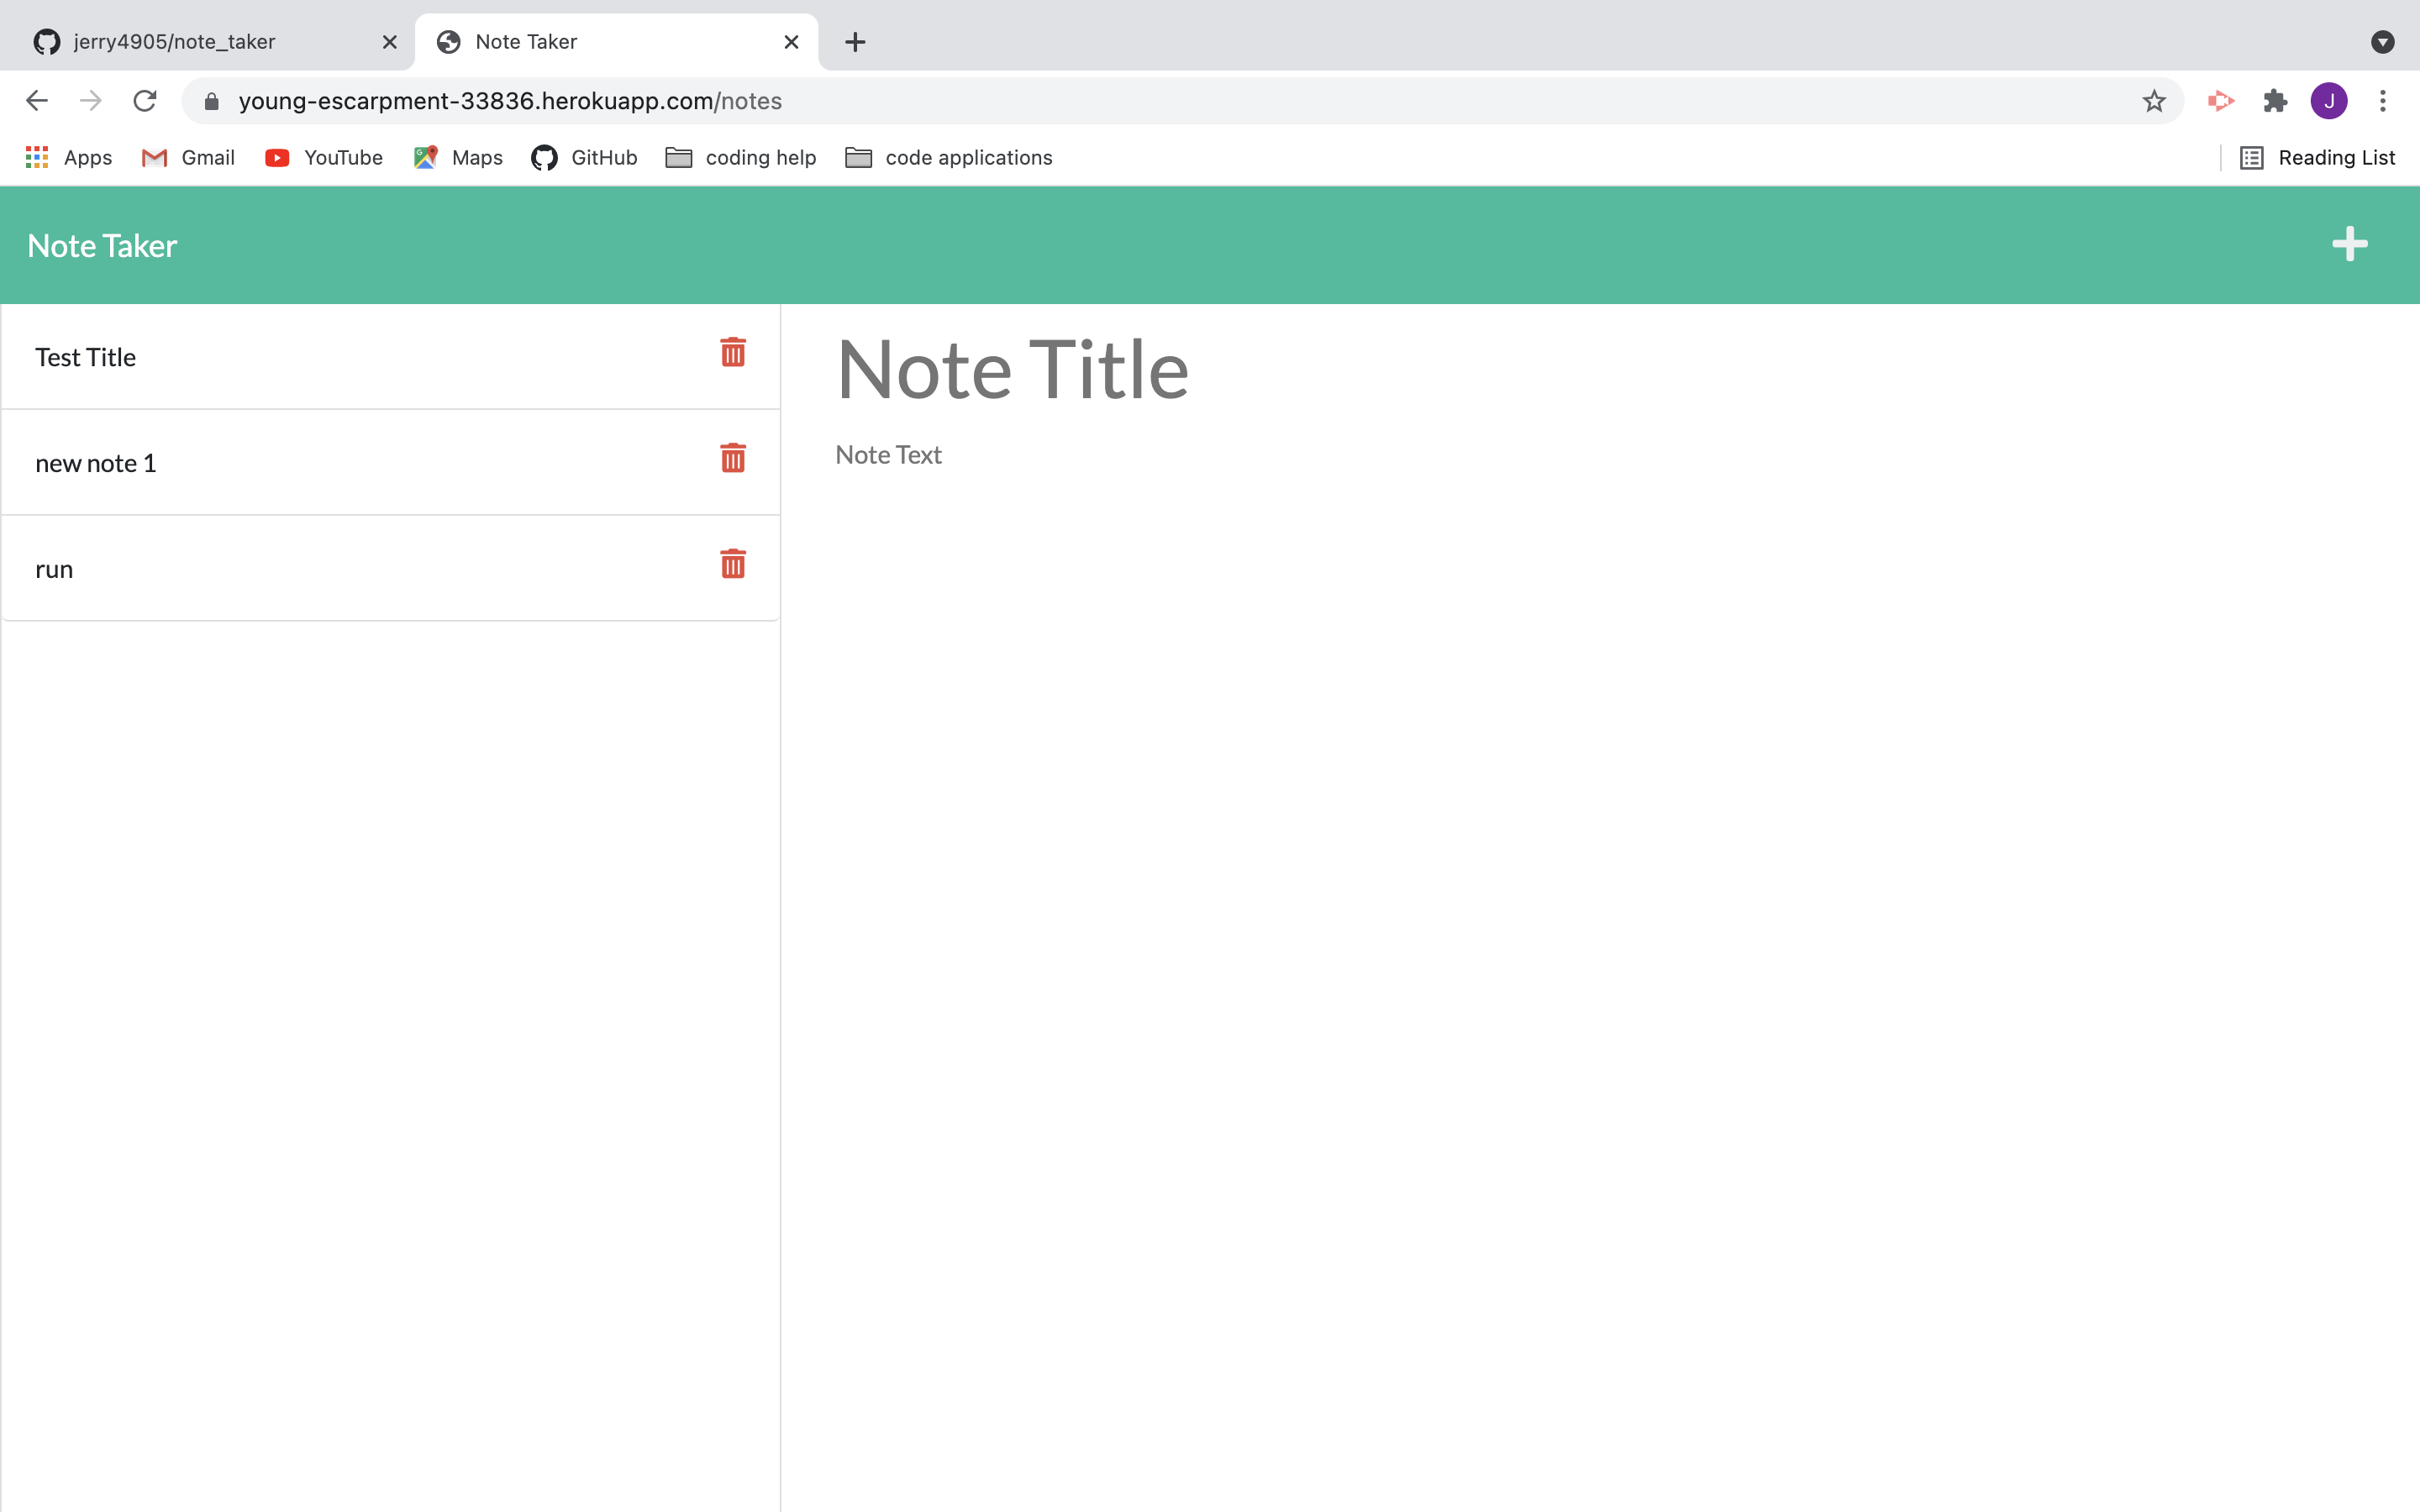 jerry4905/note_taker
Note Taker
young-escarpment-33836.herokuapp.com/notes
J
Apps Gmail YouTube Maps GitHub coding help code applications Reading List
Note Taker
Test Title
new note 1
run
Note Title
Note Text